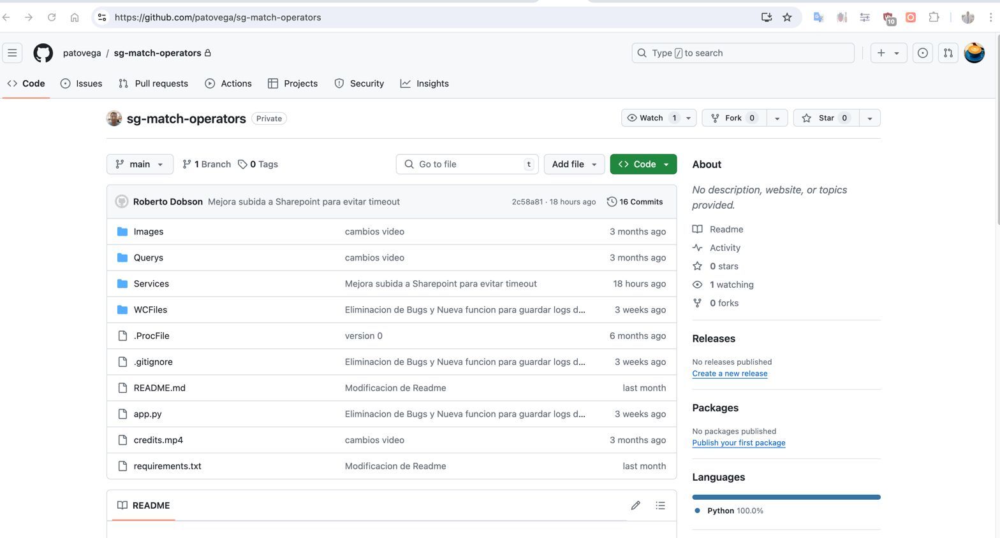 https://github.com/patovega/sg-match-operators
10
patovega / sg-match-operators
Type / to search
Code Issues Pull requests Actions Projects Security Insights
sg-match-operators Private
Watch 1 Fork 0 Star 0
main 1 Branch 0 Tags Go to file t Add file Code
Roberto Dobson Mejora subida a Sharepoint para evitar timeout 2c58a81 · 18 hours ago 16 Commits
Images cambios video 3 months ago
Querys cambios video 3 months ago
Services Mejora subida a Sharepoint para evitar timeout 18 hours ago
WCFiles Eliminacion de Bugs y Nueva funcion para guardar logs d... 3 weeks ago
.ProcFile version 0 6 months ago
.gitignore Eliminacion de Bugs y Nueva funcion para guardar logs d... 3 weeks ago
README.md Modificacion de Readme last month
app.py Eliminacion de Bugs y Nueva funcion para guardar logs d... 3 weeks ago
credits.mp4 cambios video 3 months ago
requirements.txt Modificacion de Readme last month
README
About
No description, website, or topics
provided.
Readme
Activity
0 stars
1 watching
0 forks
Releases
No releases published
Create a new release
Packages
No packages published
Publish your first package
Languages
Python 100.0%